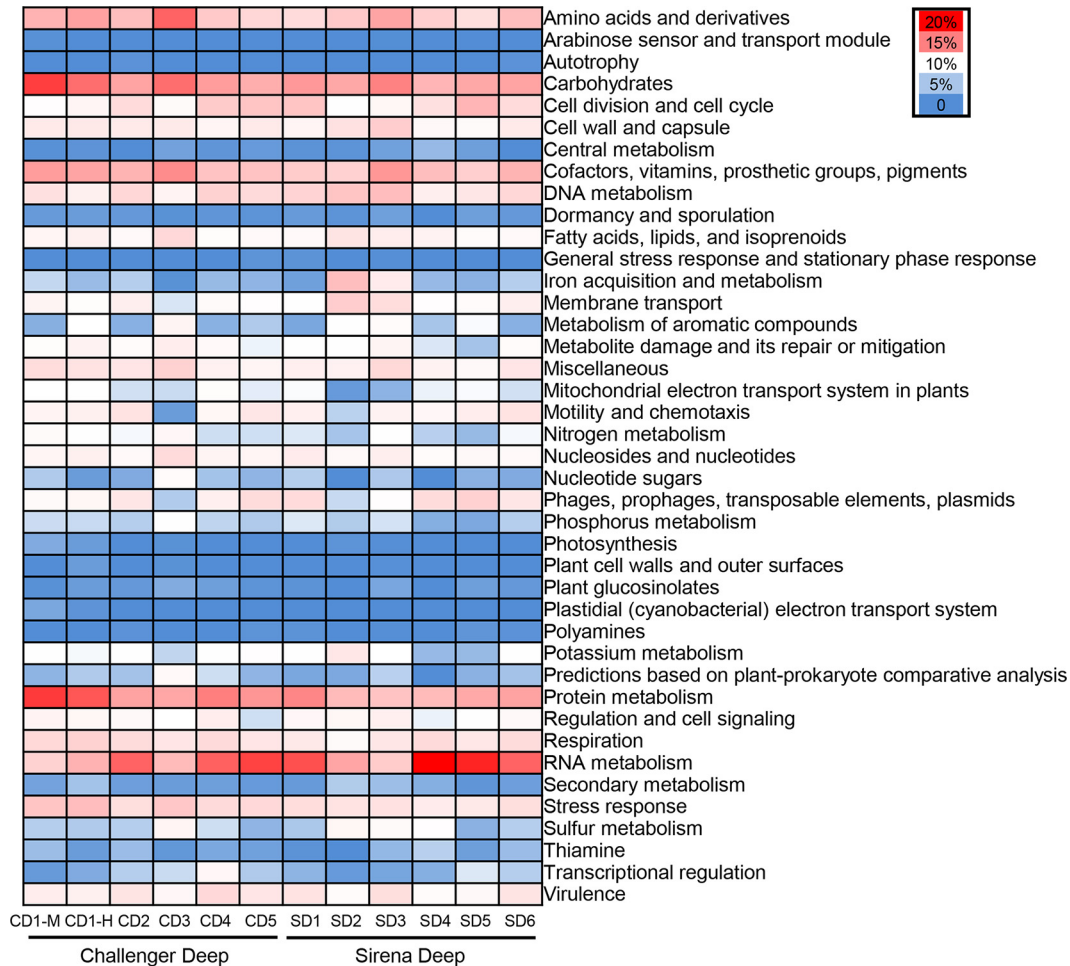 Amino acids and derivatives
Arabinose sensor and transport module
Autotrophy
Carbohydrates
Cell division and cell cycle
Cell wall and capsule
Central metabolism
Cofactors, vitamins, prosthetic groups, pigments
DNA metabolism
Dormancy and sporulation
Fatty acids, lipids, and isoprenoids
General stress response and stationary phase response
Iron acquisition and metabolism
Membrane transport
Metabolism of aromatic compounds
Metabolite damage and its repair or mitigation
Miscellaneous
Mitochondrial electron transport system in plants
Motility and chemotaxis
Nitrogen metabolism
Nucleosides and nucleotides
Nucleotide sugars
Phages, prophages, transposable elements, plasmids
Phosphorus metabolism
Photosynthesis
Plant cell walls and outer surfaces
Plant glucosinolates
Plastidial (cyanobacterial) electron transport system
Polyamines
Potassium metabolism
Predictions based on plant-prokaryote comparative analysis
Protein metabolism
Regulation and cell signaling
Respiration
RNA metabolism
Secondary metabolism
Stress response
Sulfur metabolism
Thiamine
Transcriptional regulation
Virulence
20%
15%
10%
5%
0
CD1-M CD1-H CD2 CD3 CD4 CD5 SD1 SD2 SD3 SD4 SD5 SD6
Challenger Deep Sirena Deep